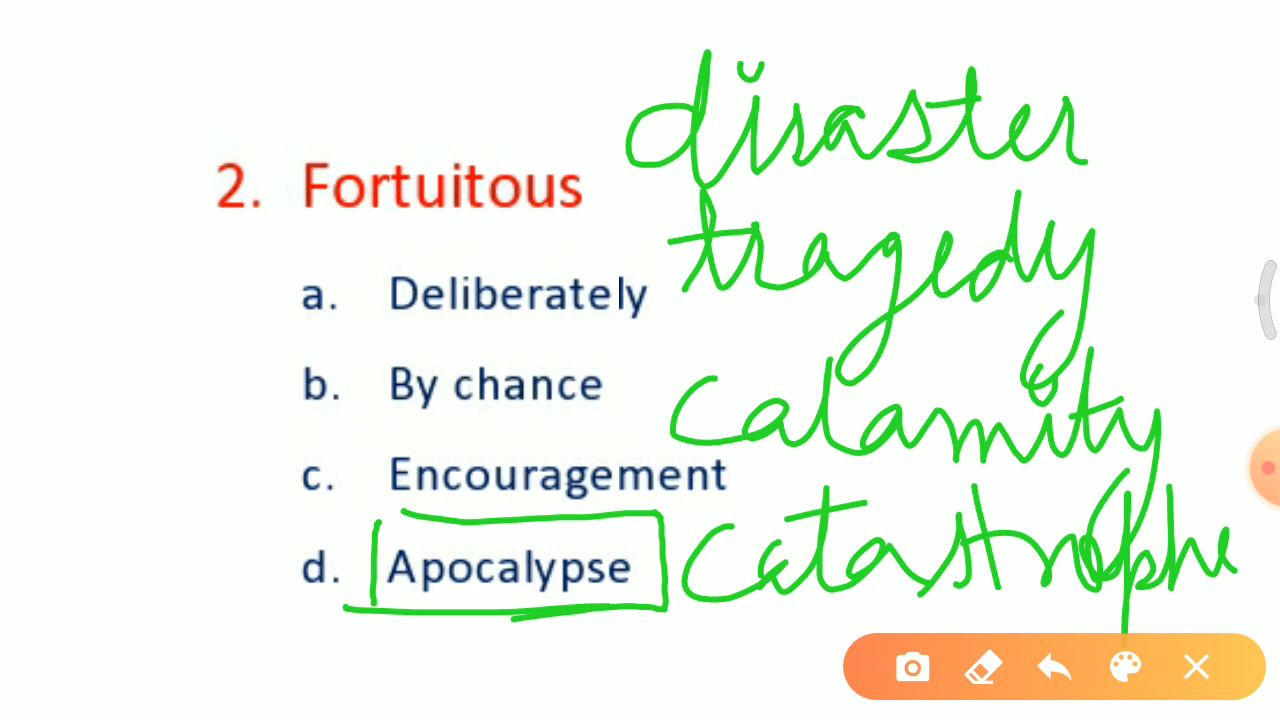 disaster
2. Fortuitous
tragedy
a. Deliberately
b. By chance
calamity
c. Encouragement
d. Apocalypse
catastrophe